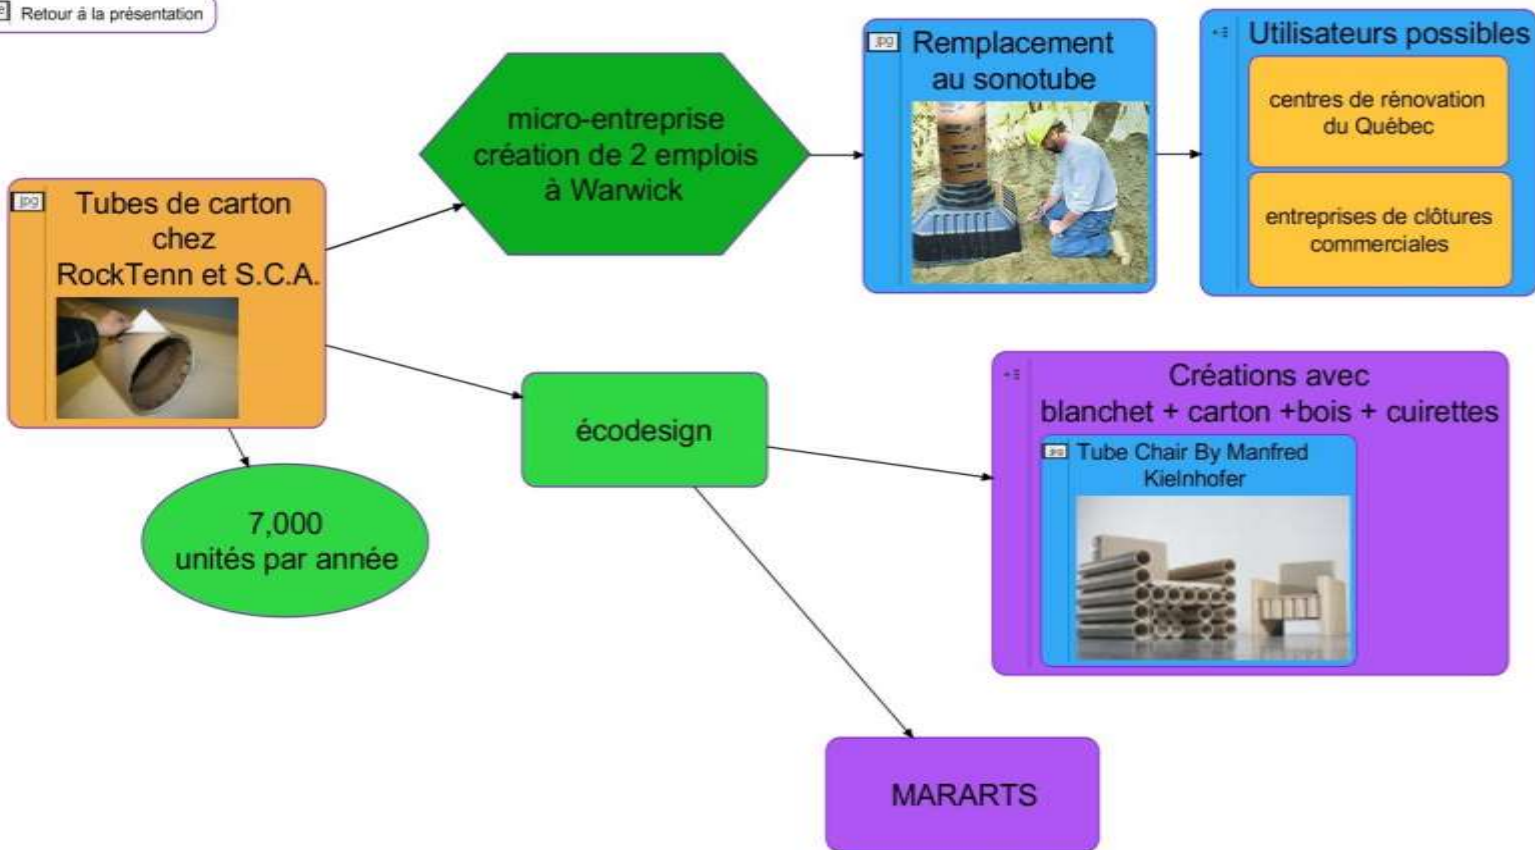 Retour à la présentation
Tubes de carton
chez
RockTenn et S.C.A.
7,000
unités par année
micro-entreprise
création de 2 emplois
à Warwick
Remplacement
au sonotube
Utilisateurs possibles
centres de rénovation
du Québec
entreprises de clôtures
commerciales
écodesign
Créations avec
blanchet + carton +bois + cuirettes
Tube Chair By Manfred
Kielnhofer
MARARTS